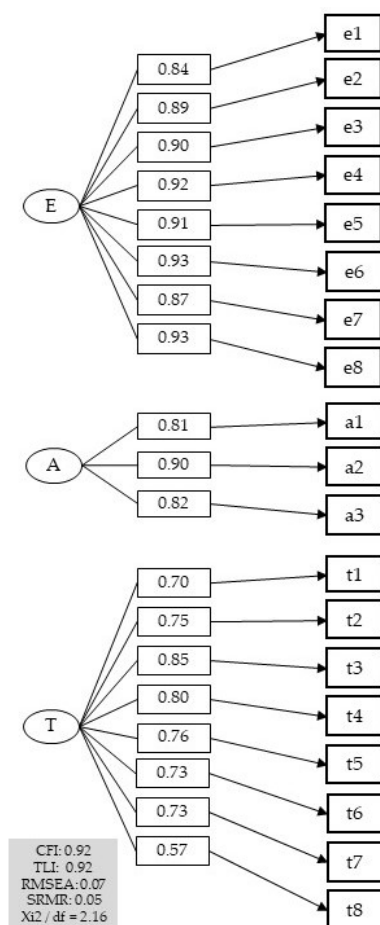 e1
0.84
e2
0.89
e3
0.90
e4
0.92
E
0.91
e5
0.93
e6
0.87
e7
0.93
e8
0.81
a1
A
0.90
a2
0.82
a3
0.70
t1
0.75
t2
0.85
t3
0.80
t4
T
0.76
t5
0.73
t6
0.73
t7
0.57
t8
CFI: 0.92
TLI: 0.92
RMSEA: 0.07
SRMR: 0.05
Xi2 / df = 2.16